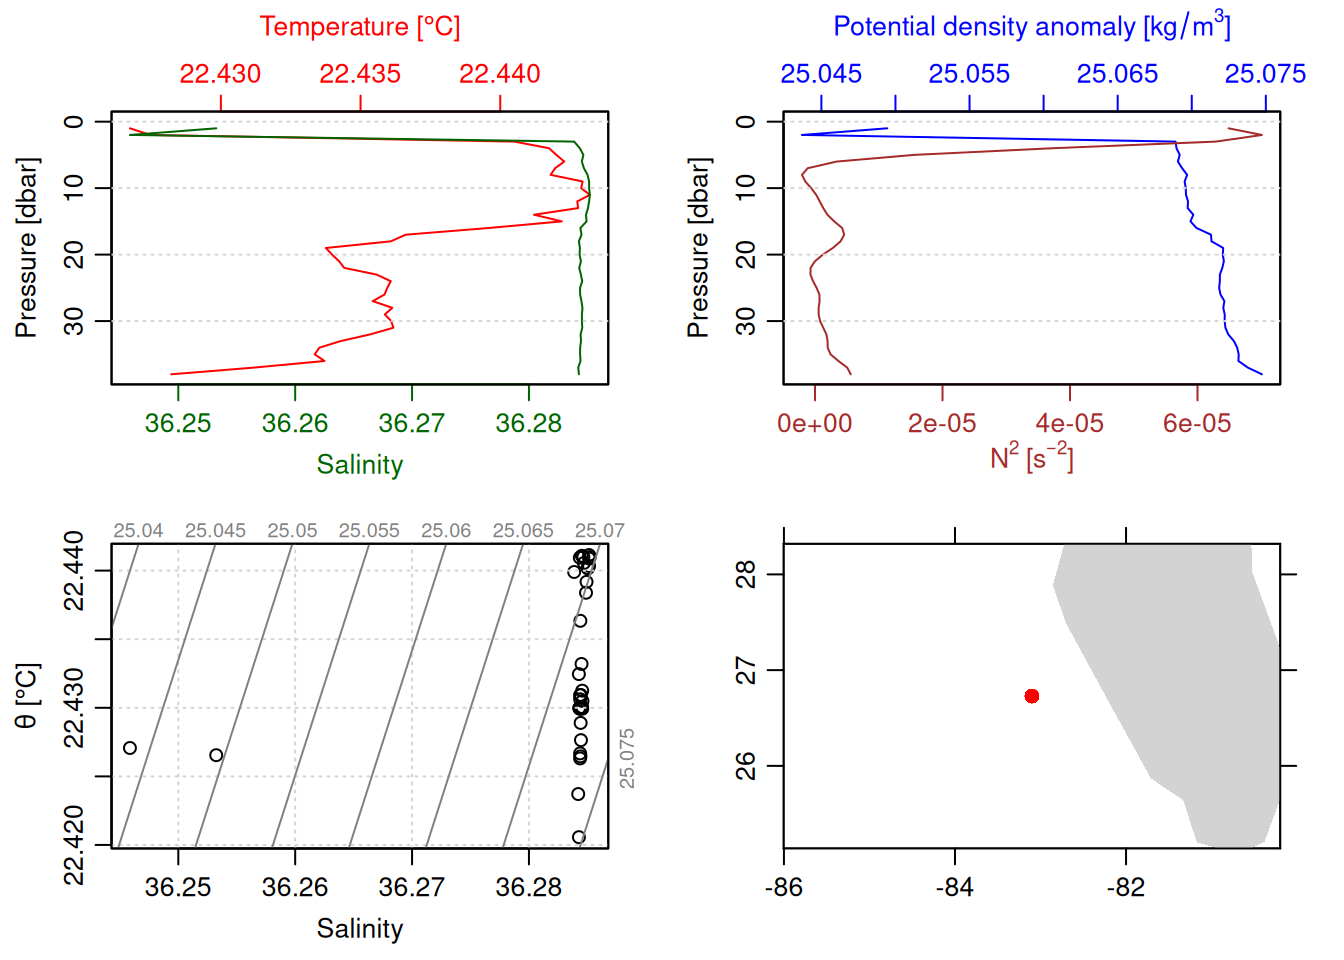 Temperature [°C]
22.430 22.435 22.440
0
10
20
30
Pressure [dbar]
36.25 36.26 36.27 36.28
Salinity
Potential density anomaly [kg/m³]
25.045 25.055 25.065 25.075
0
10
20
30
Pressure [dbar]
0e+00 2e-05 4e-05 6e-05
N² [s⁻²]
25.04 25.045 25.05 25.055 25.06 25.065 25.07
25.075
22.440
22.430
22.420
θ [°C]
36.25 36.26 36.27 36.28
Salinity
28
27
26
-86 -84 -82